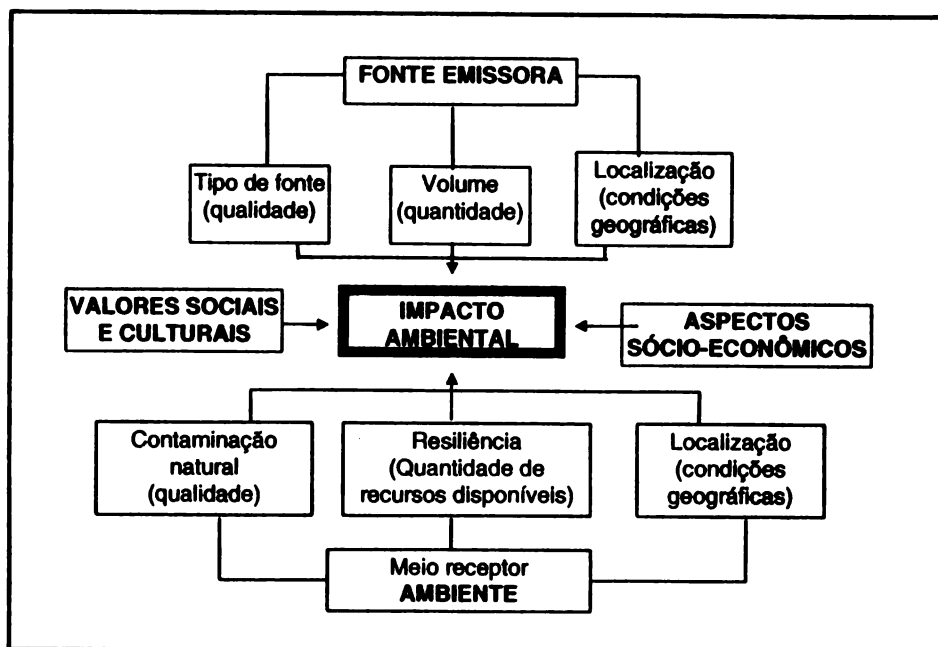 FONTE EMISSORA
Tipo de fonte
(qualidade)
Volume
(quantidade)
Localização
(condições
geográficas)
VALORES SOCIAIS
E CULTURAIS
IMPACTO
AMBIENTAL
ASPECTOS
SÓCIO-ECONÔMICOS
Contaminação
natural
(qualidade)
Resiliência
(Quantidade de
recursos disponíveis)
Localização
(condições
geográficas)
Meio receptor
AMBIENTE